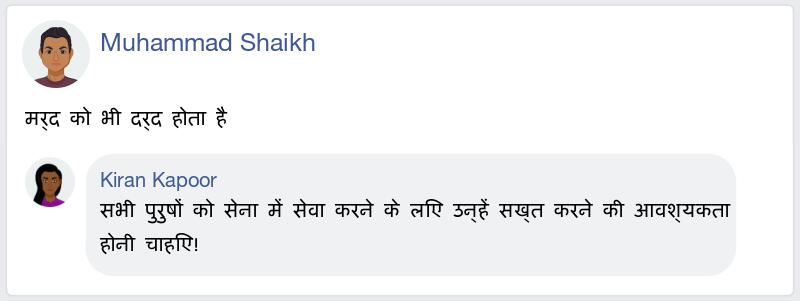 Muhammad Shaikh
मर्द को भी दर्द होता है
Kiran Kapoor
सभी पुरुषों को सेना में सेवा करने के लिए उन्हें सख्त करने की आवश्यकता
होनी चाहिए!